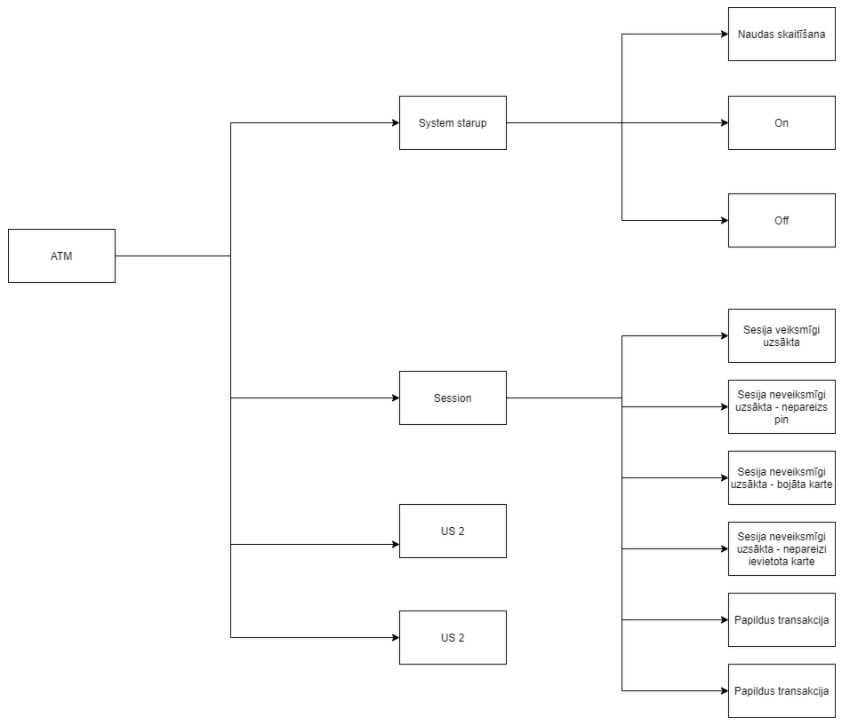 Naudas skaitīšana
System starup
On
Off
ATM
Sesija veiksmīgi
uzsākta
Session
Sesija neveiksmīgi
uzsākta - nepareizs
pin
Sesija neveiksmīgi
uzsākta - bojāta karte
US 2
Sesija neveiksmīgi
uzsākta - nepareizi
ievietota karte
US 2
Papildus transakcija
Papildus transakcija